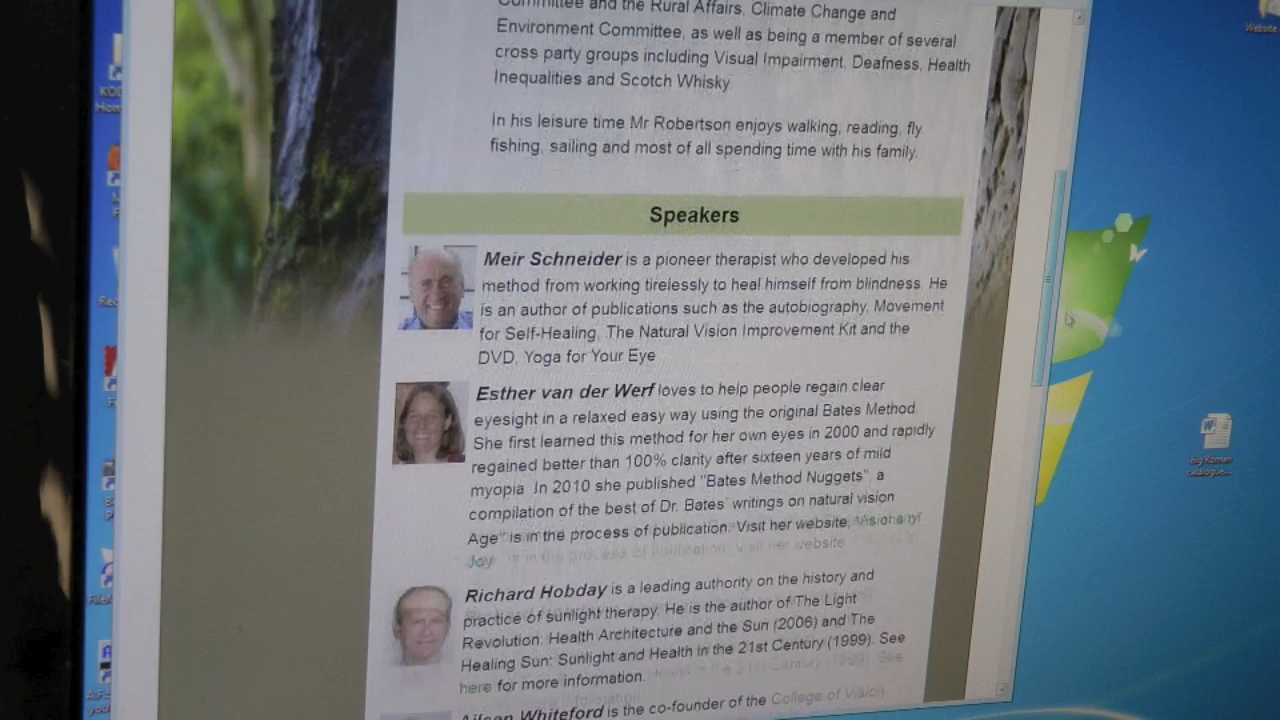 Committee and the Rural Affairs, Climate Change and
Environment Committee, as well as being a member of several
cross party groups including Visual Impairment, Deafness, Health
Inequalities and Scotch Whisky.
In his leisure time Mr Robertson enjoys walking, reading, fly
fishing, sailing and most of all spending time with his family.
Speakers
Meir Schneider is a pioneer therapist who developed his
method from working tirelessly to heal himself from blindness. He
is an author of publications such as the autobiography, Movement
for Self-Healing, The Natural Vision Improvement Kit and the
DVD, Yoga for Your Eye
Esther van der Werf loves to help people regain clear
eyesight in a relaxed easy way using the original Bates Method.
She first learned this method for her own eyes in 2000 and rapidly
regained better than 100% clarity after sixteen years of mild
myopia. In 2010 she published "Bates Method Nuggets", a
compilation of the best of Dr. Bates' writings on natural vision
Age" is in the process of publication. Visit her website, Visions of
Joy
Richard Hobday is a leading authority on the history and
practice of sunlight therapy. He is the author of The Light
Revolution: Health Architecture and the Sun (2006) and The
Healing Sun: Sunlight and Health in the 21st Century (1999). See
here for more information.
Aileen Whiteford is the co-founder of the College of Vision
Website
big Roman
catalogue...